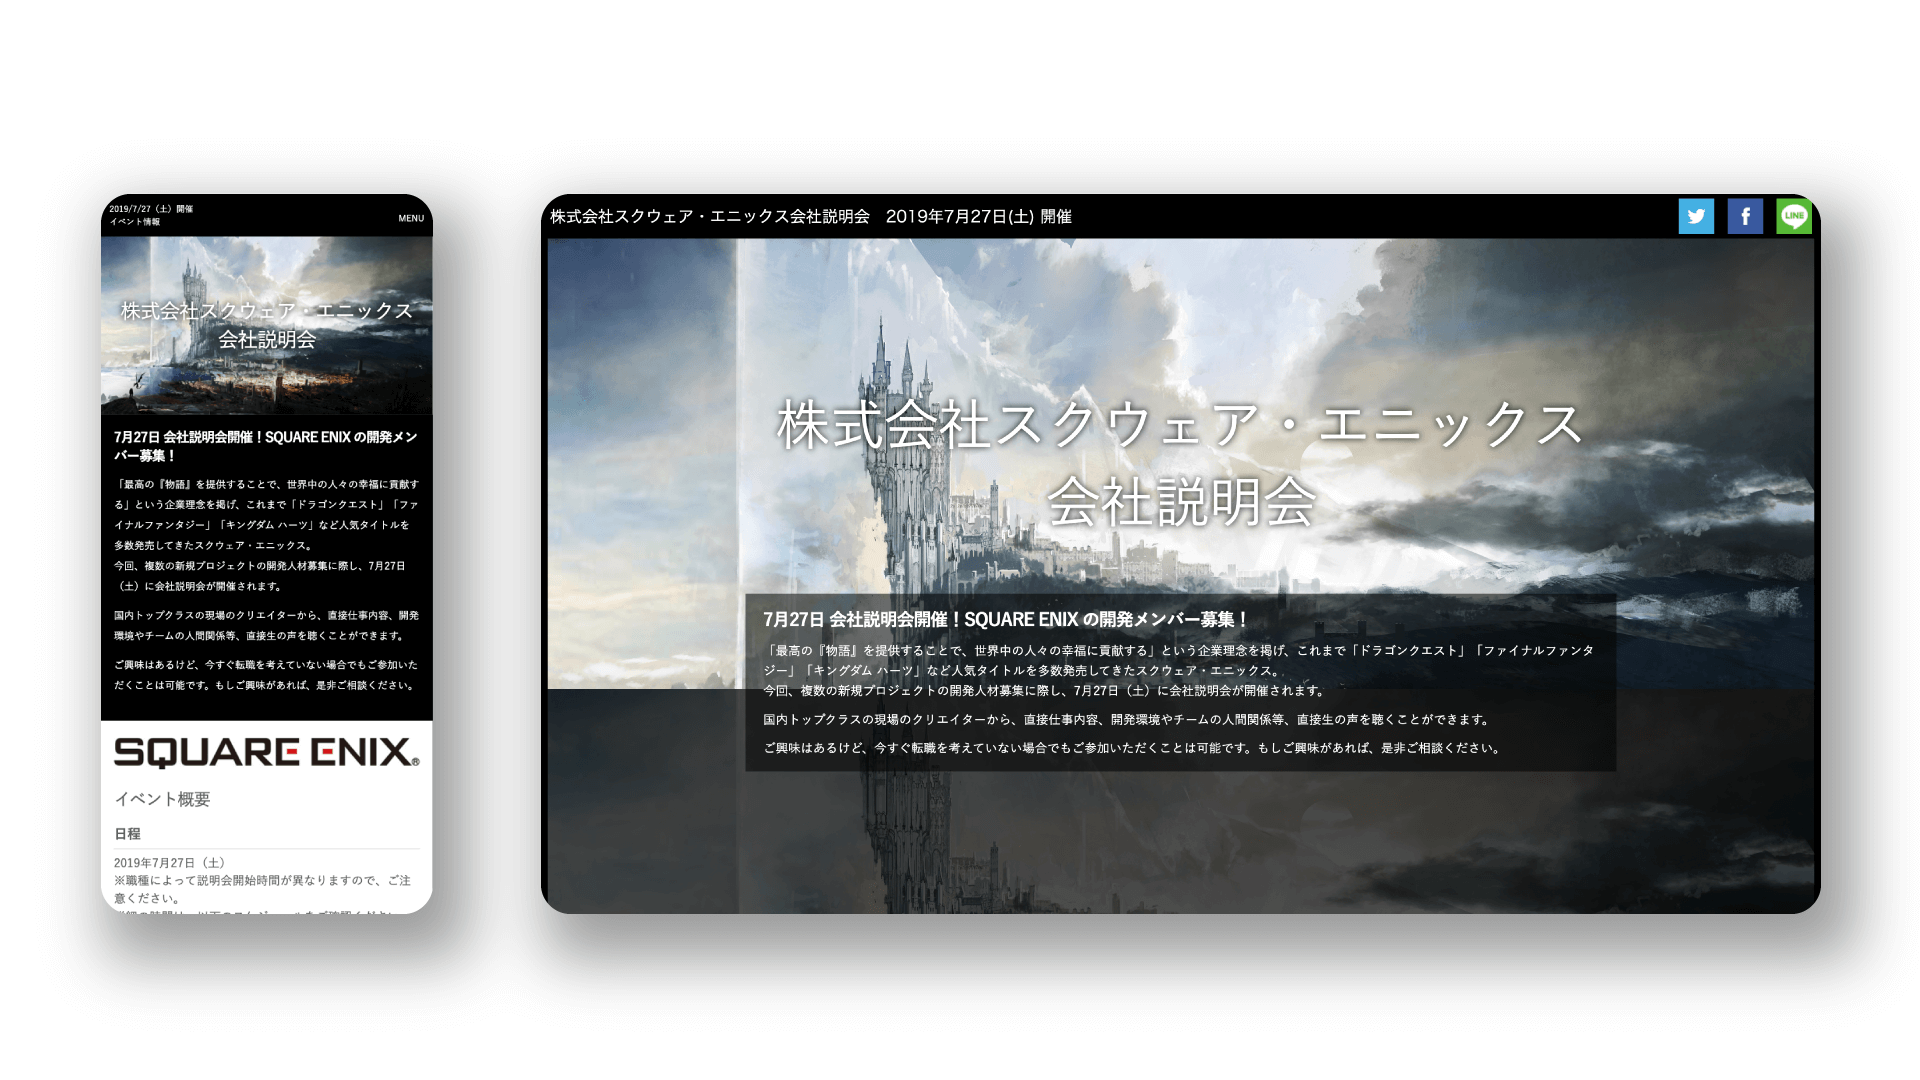 2019/7/27（土）開催
イベント情報
MENU
株式会社スクウェア・エニックス
会社説明会
7月27日 会社説明会開催！SQUARE ENIX の開発メン
バー募集！
「最高の『物語』を提供することで、世界中の人々の幸福に貢献す
る」という企業理念を掲げ、これまで「ドラゴンクエスト」「ファ
イナルファンタジー」「キングダム ハーツ」など人気タイトルを
多数発売してきたスクウェア・エニックス。
今回、複数の新規プロジェクトの開発人材募集に際し、7月27日
（土）に会社説明会が開催されます。
国内トップクラスの現場のクリエイターから、直接仕事内容、開発
環境やチームの人間関係等、直接生の声を聴くことができます。
ご興味はあるけど、今すぐ転職を考えていない場合でもご参加いた
だくことは可能です。もしご興味があれば、是非ご相談ください。
SQUARE ENIX®
イベント概要
日程
2019年7月27日（土）
※職種によって説明会開始時間が異なりますので、ご注
意ください。
株式会社スクウェア・エニックス会社説明会　2019年7月27日(土) 開催
f
LINE
株式会社スクウェア・エニックス
会社説明会
7月27日 会社説明会開催！SQUARE ENIX の開発メンバー募集！
「最高の『物語』を提供することで、世界中の人々の幸福に貢献する」という企業理念を掲げ、これまで「ドラゴンクエスト」「ファイナルファンタ
ジー」「キングダム ハーツ」など人気タイトルを多数発売してきたスクウェア・エニックス。
今回、複数の新規プロジェクトの開発人材募集に際し、7月27日（土）に会社説明会が開催されます。
国内トップクラスの現場のクリエイターから、直接仕事内容、開発環境やチームの人間関係等、直接生の声を聴くことができます。
ご興味はあるけど、今すぐ転職を考えていない場合でもご参加いただくことは可能です。もしご興味があれば、是非ご相談ください。